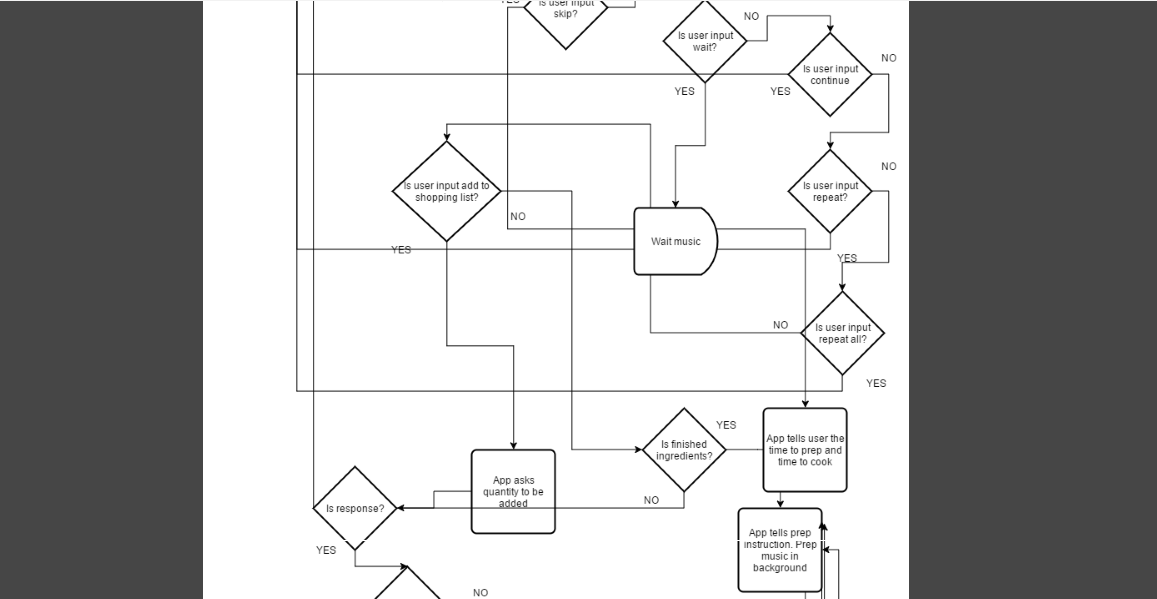 YES
Is user input
skip?
NO
Is user input
wait?
NO
Is user input
continue
YES
YES
NO
Is user input add to
shopping list?
Is user input
repeat?
NO
Wait music
YES
YES
NO
Is user input
repeat all?
YES
YES
App tells user the
time to prep and
time to cook
Is finished
ingredients?
App asks
quantity to be
added
NO
Is response?
App tells prep
instruction. Prep
music in
background
YES
NO